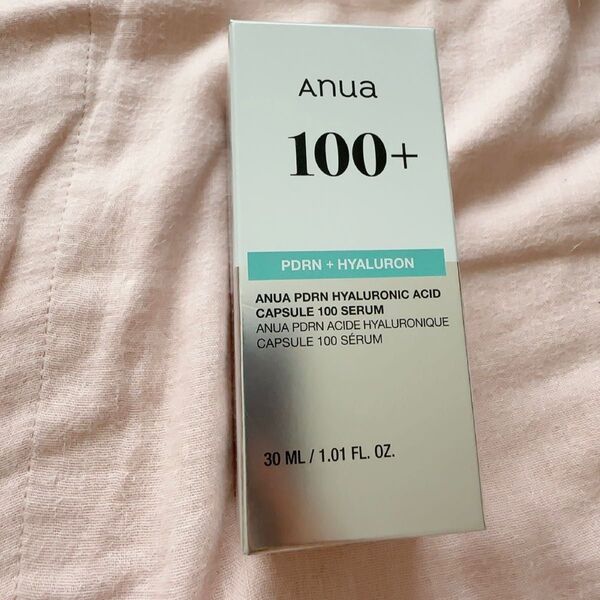 Anua
100+
PDRN + HYALURON
ANUA PDRN HYALURONIC ACID
CAPSULE 100 SERUM
ANUA PDRN ACIDE HYALURONIQUE
CAPSULE 100 SÉRUM
30 ML / 1.01 FL. OZ.